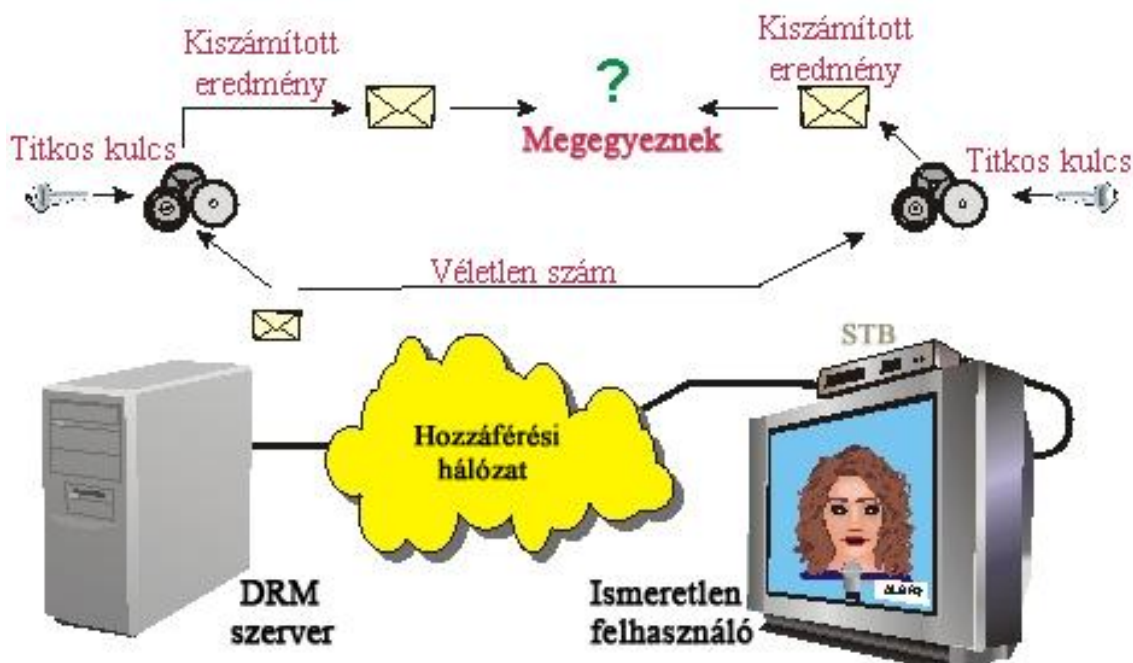 Kiszámított
eredmény
Kiszámított
eredmény
?
Megegyeznek
Titkos kulcs
Titkos kulcs
Véletlen szám
STB
Hozzáférési
hálózat
DRM
szerver
Ismeretlen
felhasználó